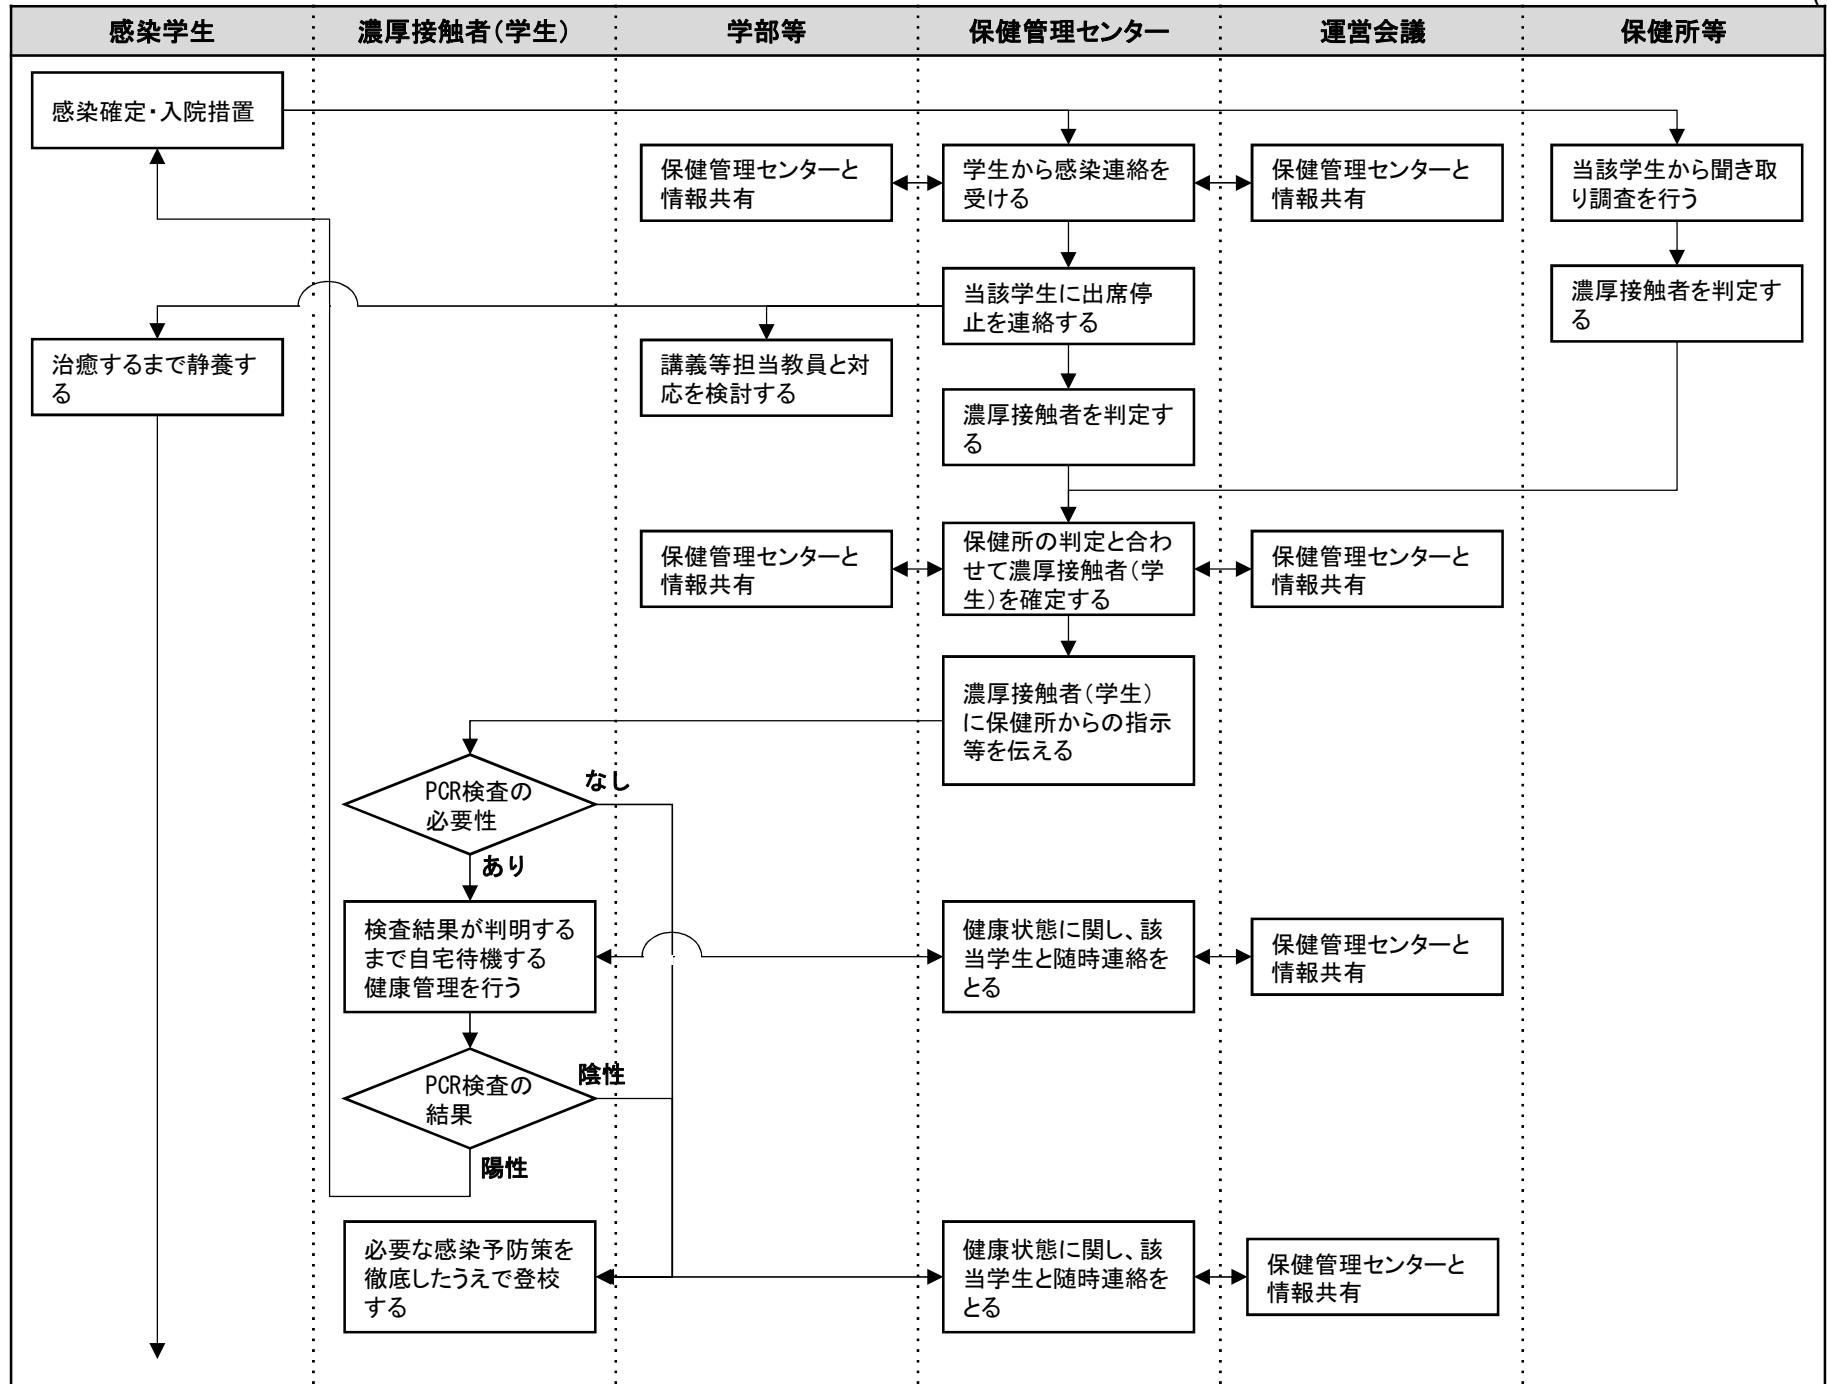 感染学生
濃厚接触者(学生)
学部等
保健管理センター
運営会議
保健所等
感染確定・入院措置
保健管理センターと
情報共有
学生から感染連絡を
受ける
保健管理センターと
情報共有
当該学生から聞き取
り調査を行う
当該学生に出席停
止を連絡する
濃厚接触者を判定す
る
治癒するまで静養す
る
講義等担当教員と対
応を検討する
濃厚接触者を判定す
る
保健管理センターと
情報共有
保健所の判定と合わ
せて濃厚接触者(学
生)を確定する
保健管理センターと
情報共有
濃厚接触者(学生)
に保健所からの指示
等を伝える
PCR検査の
必要性
なし
あり
検査結果が判明する
まで自宅待機する
健康管理を行う
健康状態に関し、該
当学生と随時連絡を
とる
保健管理センターと
情報共有
PCR検査の
結果
陰性
陽性
必要な感染予防策を
徹底したうえで登校
する
健康状態に関し、該
当学生と随時連絡を
とる
保健管理センターと
情報共有